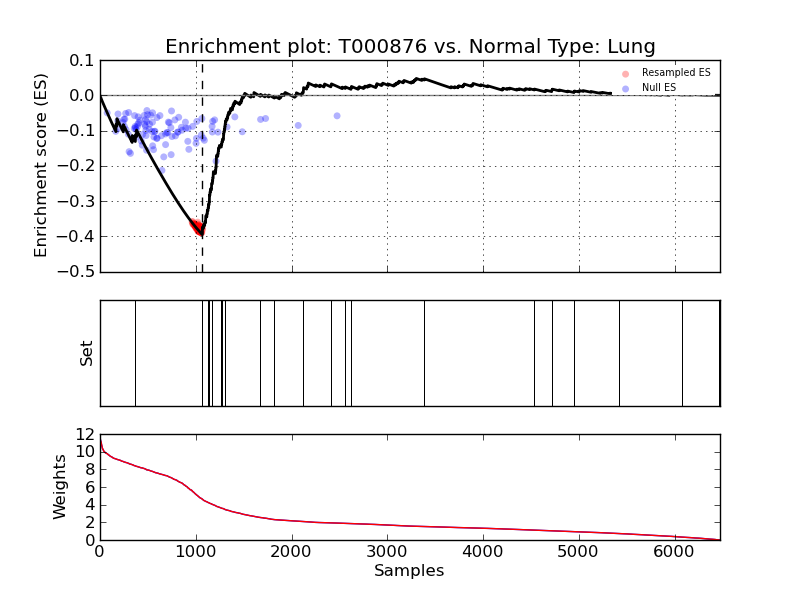 Enrichment plot: T000876 vs. Normal Type: Lung
Enrichment score (ES)
0.1
0.0
−0.1
−0.2
−0.3
−0.4
−0.5
Resampled ES
Null ES
Set
Weights
12
10
8
6
4
2
0
0 1000 2000 3000 4000 5000 6000
Samples